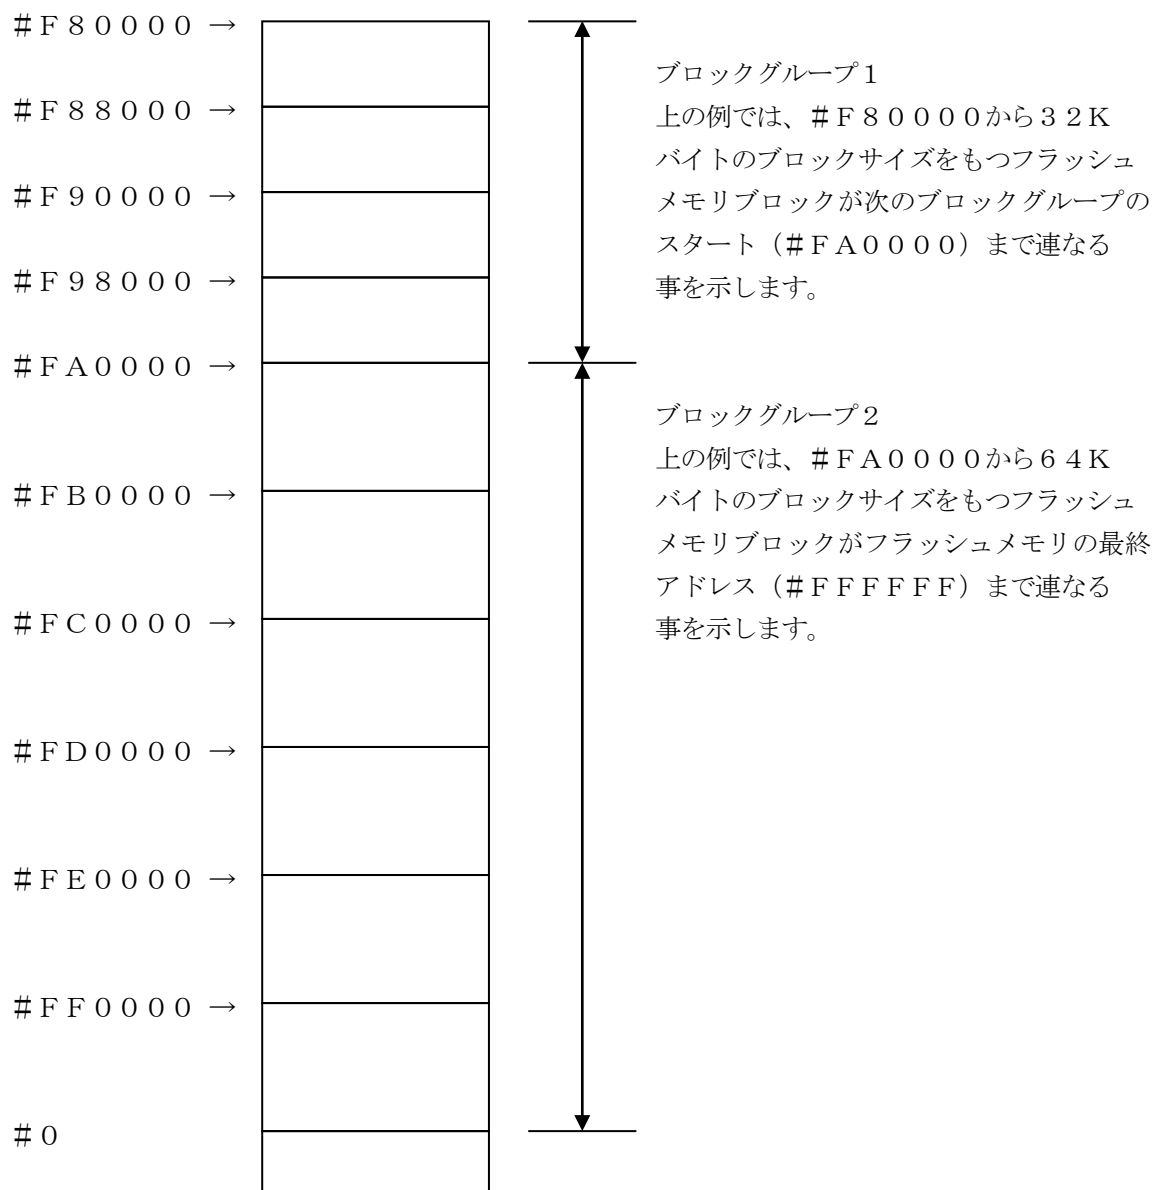 ＃Ｆ８００００ →
＃Ｆ８８０００ →
＃Ｆ９００００ →
＃Ｆ９８０００ →
＃ＦＡ００００ →
＃ＦＢ００００ →
＃ＦＣ００００ →
＃ＦＤ００００ →
＃ＦＥ００００ →
＃ＦＦ００００ →
＃０
ブロックグループ１
上の例では、＃Ｆ８００００から３２Ｋ
バイトのブロックサイズをもつフラッシュ
メモリブロックが次のブロックグループの
スタート（＃ＦＡ００００）まで連なる
事を示します。
ブロックグループ２
上の例では、＃ＦＡ００００から６４Ｋ
バイトのブロックサイズをもつフラッシュ
メモリブロックがフラッシュメモリの最終
アドレス（＃ＦＦＦＦＦＦ）まで連なる
事を示します。